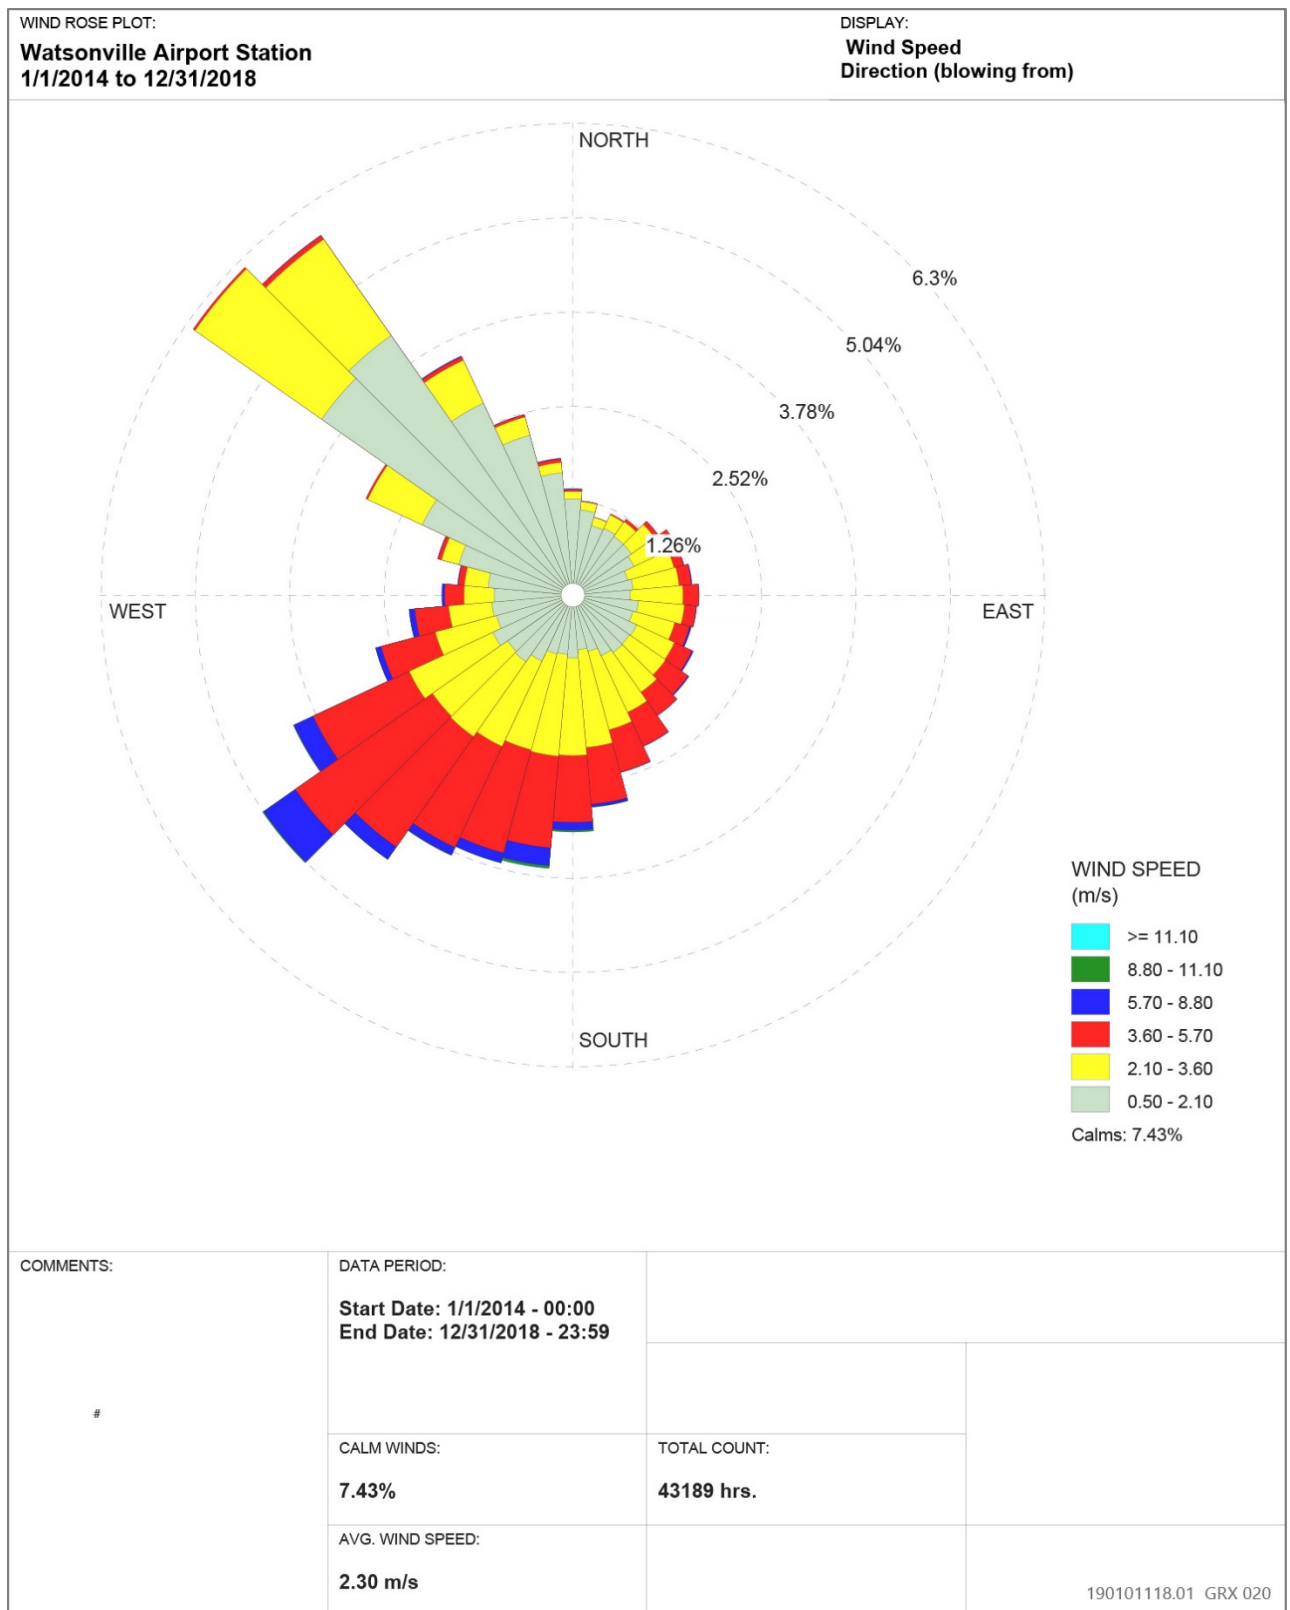 WIND ROSE PLOT:
Watsonville Airport Station
1/1/2014 to 12/31/2018
DISPLAY:
Wind Speed
Direction (blowing from)
NORTH
6.3%
5.04%
3.78%
2.52%
1.26%
WEST
EAST
SOUTH
WIND SPEED
(m/s)
>= 11.10
8.80 - 11.10
5.70 - 8.80
3.60 - 5.70
2.10 - 3.60
0.50 - 2.10
Calms: 7.43%
COMMENTS:
#
DATA PERIOD:
Start Date: 1/1/2014 - 00:00
End Date: 12/31/2018 - 23:59
CALM WINDS:
7.43%
TOTAL COUNT:
43189 hrs.
AVG. WIND SPEED:
2.30 m/s
190101118.01 GRX 020